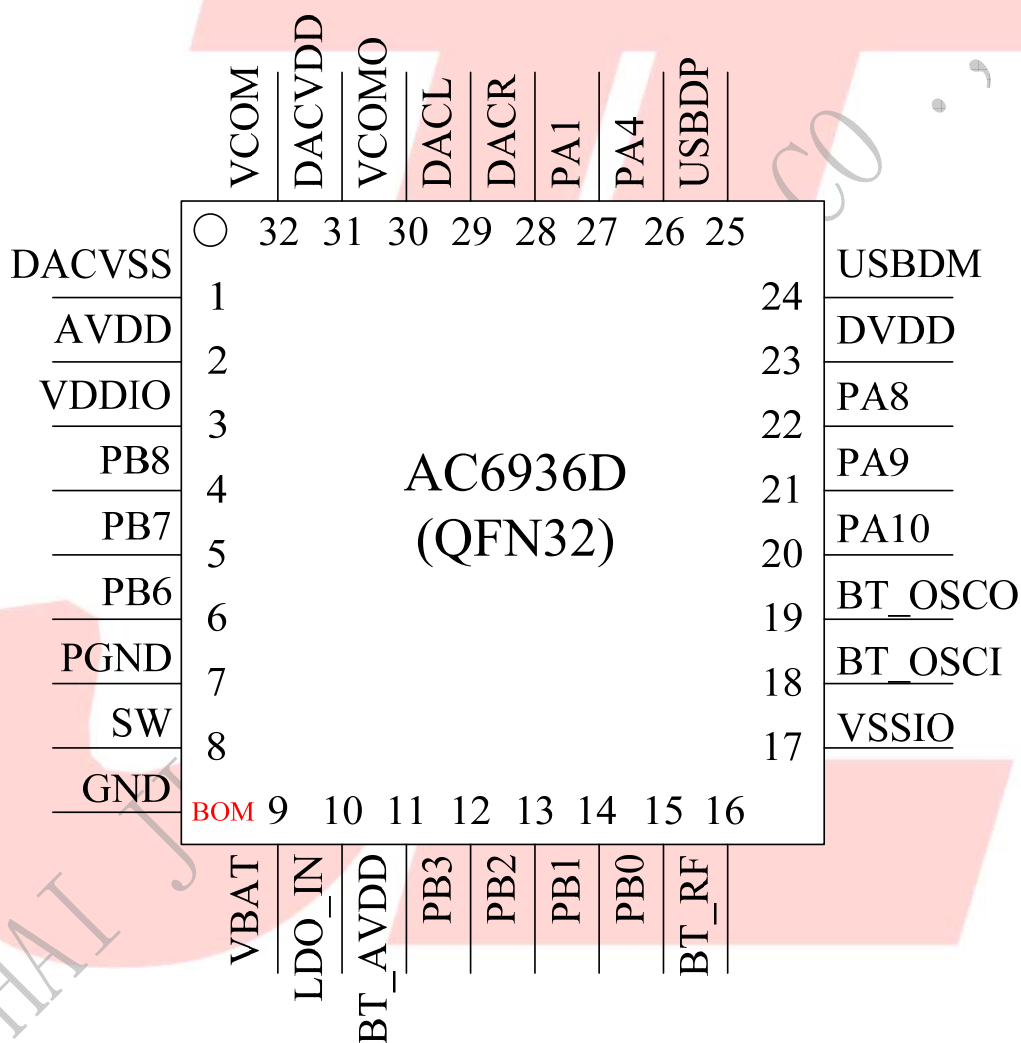 VCOM
DACVDD
VCOMO
DACL
DACR
PA1
PA4
USBDP
32 31 30 29 28 27 26 25
DACVSS
1
AVDD
2
VDDIO
3
PB8
4
PB7
5
PB6
6
PGND
7
SW
8
GND
BOM
AC6936D
(QFN32)
USBDM
24
DVDD
23
PA8
22
PA9
21
PA10
20
BT_OSCO
19
BT_OSCI
18
VSSIO
17
9 10 11 12 13 14 15 16
VBAT
LDO_IN
BT_AVDD
PB3
PB2
PB1
PB0
BT_RF
CO .,
HAI